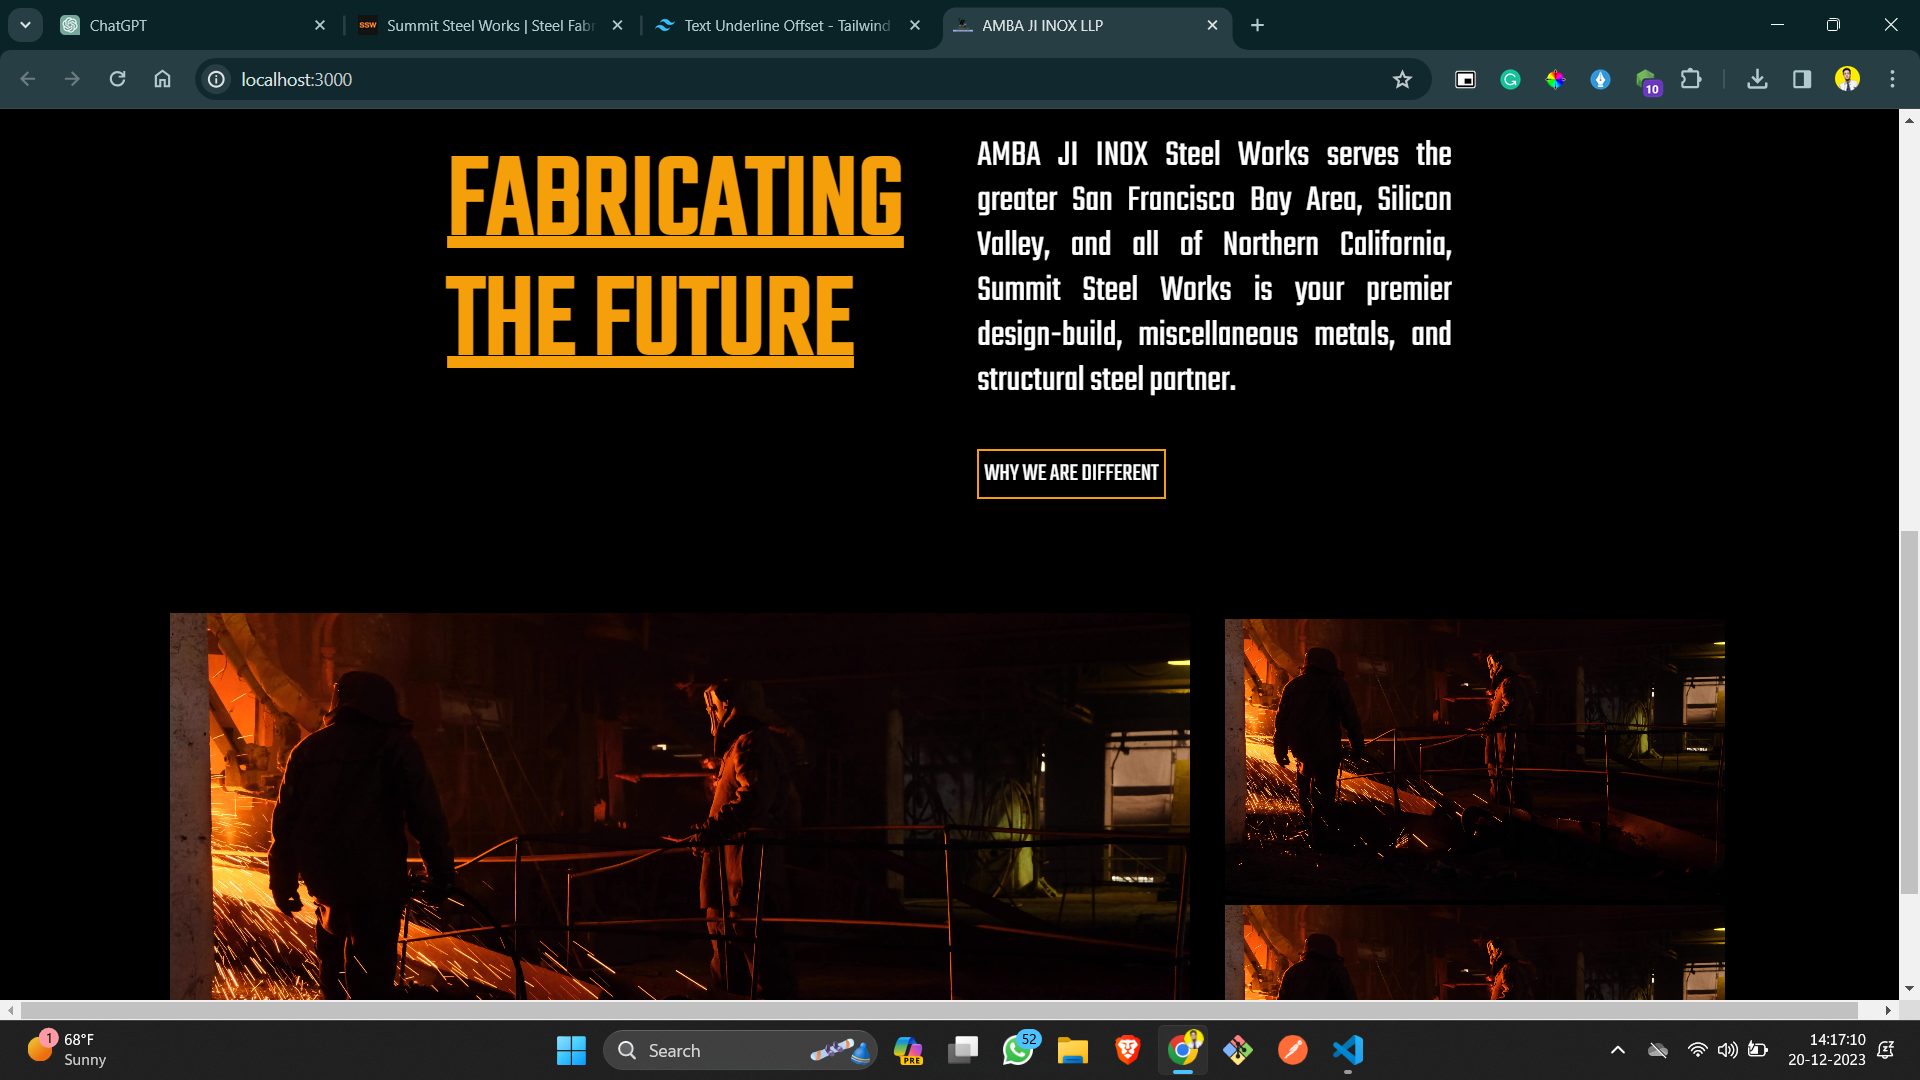 ChatGPT
Summit Steel Works | Steel Fabr
Text Underline Offset - Tailwind
AMBA JI INOX LLP
localhost:3000
10
FABRICATING
THE FUTURE
AMBA JI INOX Steel Works serves the
greater San Francisco Bay Area, Silicon
Valley, and all of Northern California,
Summit Steel Works is your premier
design-build, miscellaneous metals, and
structural steel partner.
WHY WE ARE DIFFERENT
1
68°F
Sunny
Search
PRE
52
14:17:10
20-12-2023